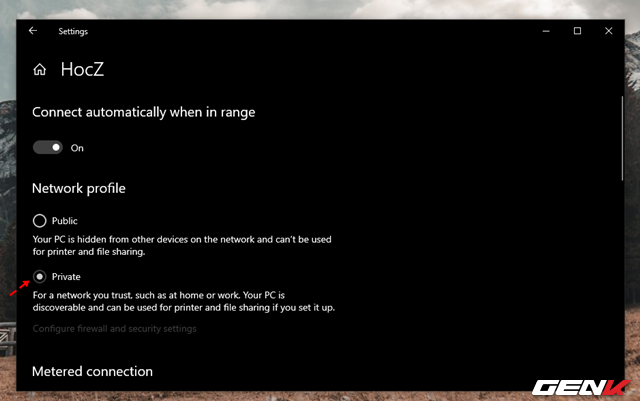 Settings
HocZ
Connect automatically when in range
On
Network profile
Public
Your PC is hidden from other devices on the network and can't be used
for printer and file sharing.
Private
For a network you trust, such as at home or work. Your PC is
discoverable and can be used for printer and file sharing if you set it up.
Configure firewall and security settings
Metered connection
GENK